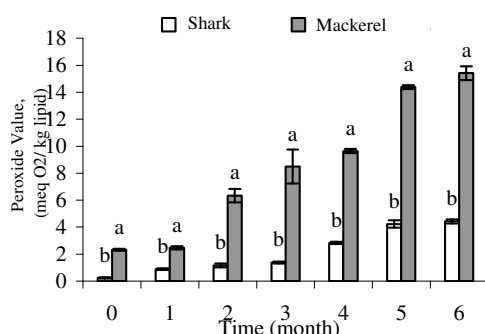 Shark Mackerel
Peroxide Value,
(meq O2/ kg lipid)
18
16
14
12
10
8
6
4
2
0
b a b a b a b a b a b a b a
0 1 2 3 4 5 6
Time (month)